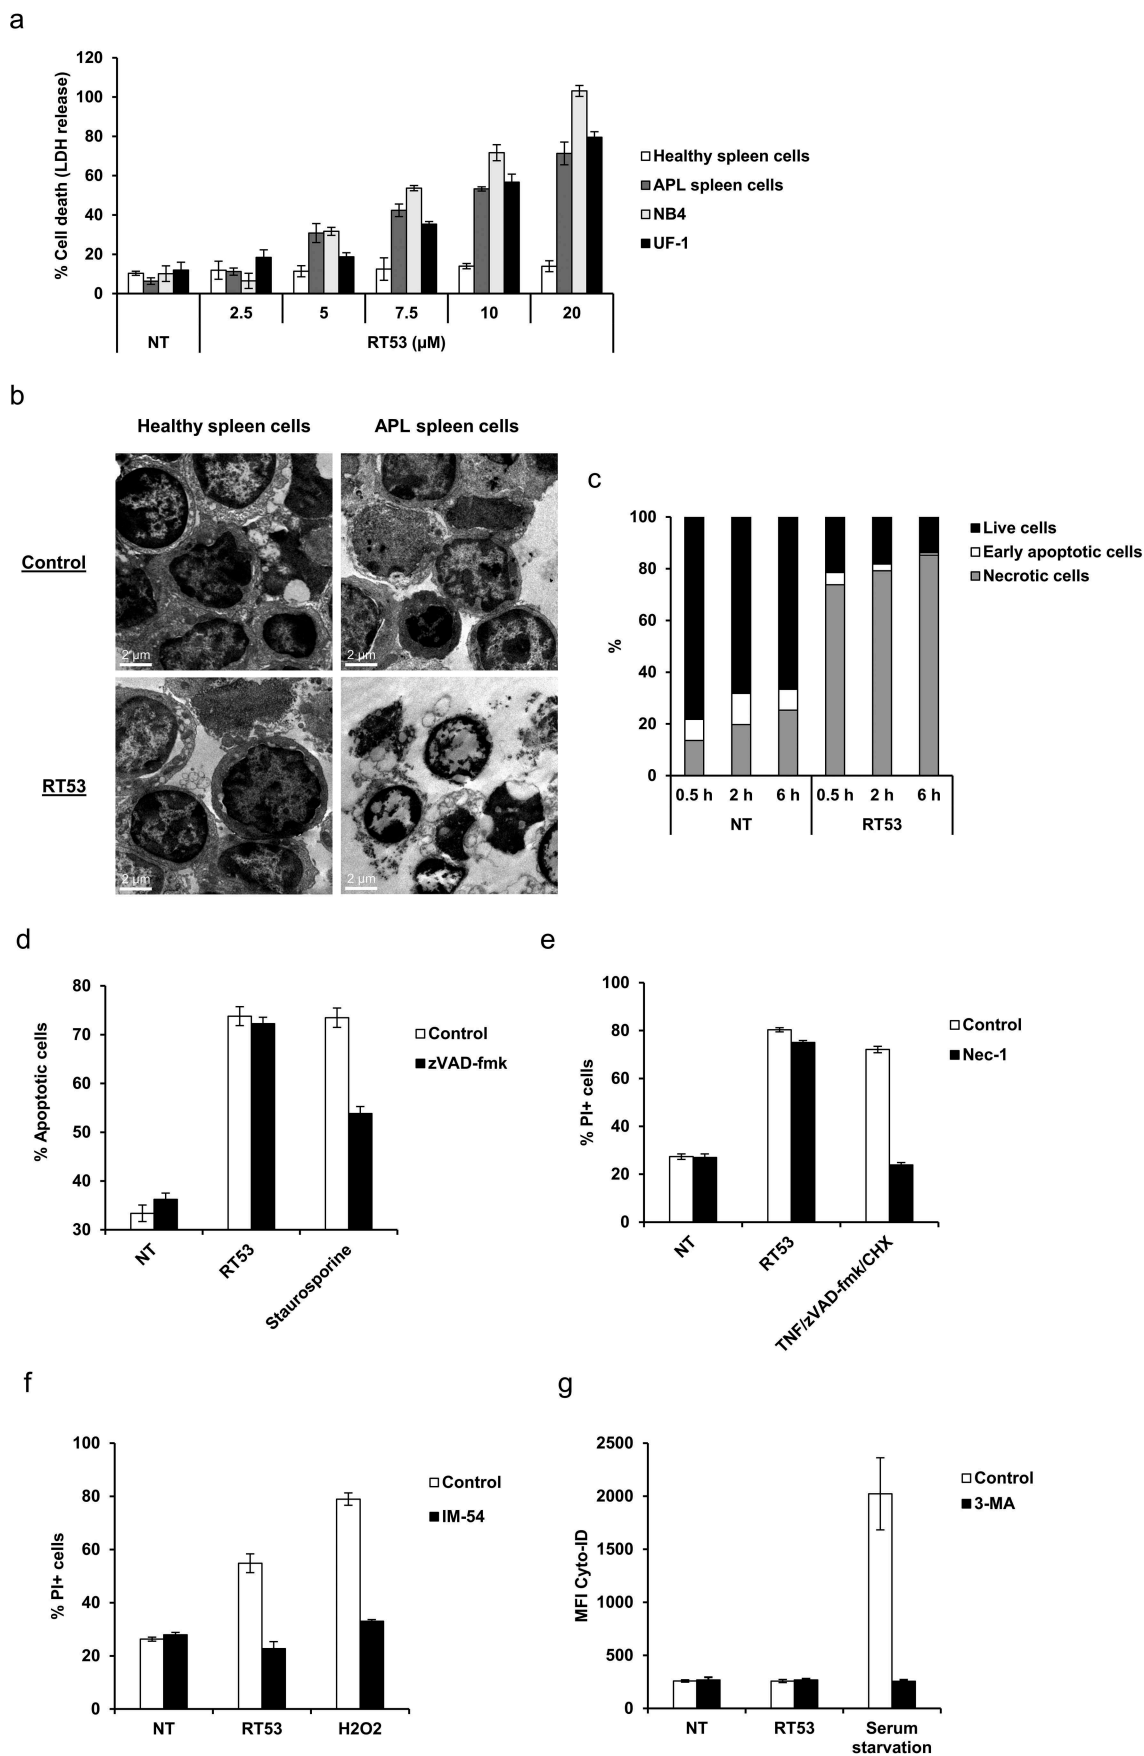 a
120
100
80
60
40
20
0
% Cell death (LDH release)
Healthy spleen cells
APL spleen cells
NB4
UF-1
2.5 5 7.5 10 20
NT RT53 (µM)
b
Healthy spleen cells APL spleen cells
Control
2 µm 2 µm
RT53
2 µm 2 µm
c
100
80
60
40
20
0
%
Live cells
Early apoptotic cells
Necrotic cells
0.5 h 2 h 6 h 0.5 h 2 h 6 h
NT RT53
d
80
70
60
50
40
30
% Apoptotic cells
Control
zVAD-fmk
NT RT53 Staurosporine
e
100
80
60
40
20
0
% PI+ cells
Control
Nec-1
NT RT53 TNF/zVAD-fmk/CHX
f
100
80
60
40
20
0
% PI+ cells
Control
IM-54
NT RT53 H2O2
g
2500
2000
1500
1000
500
0
MFI Cyto-ID
Control
3-MA
NT RT53 Serum
starvation